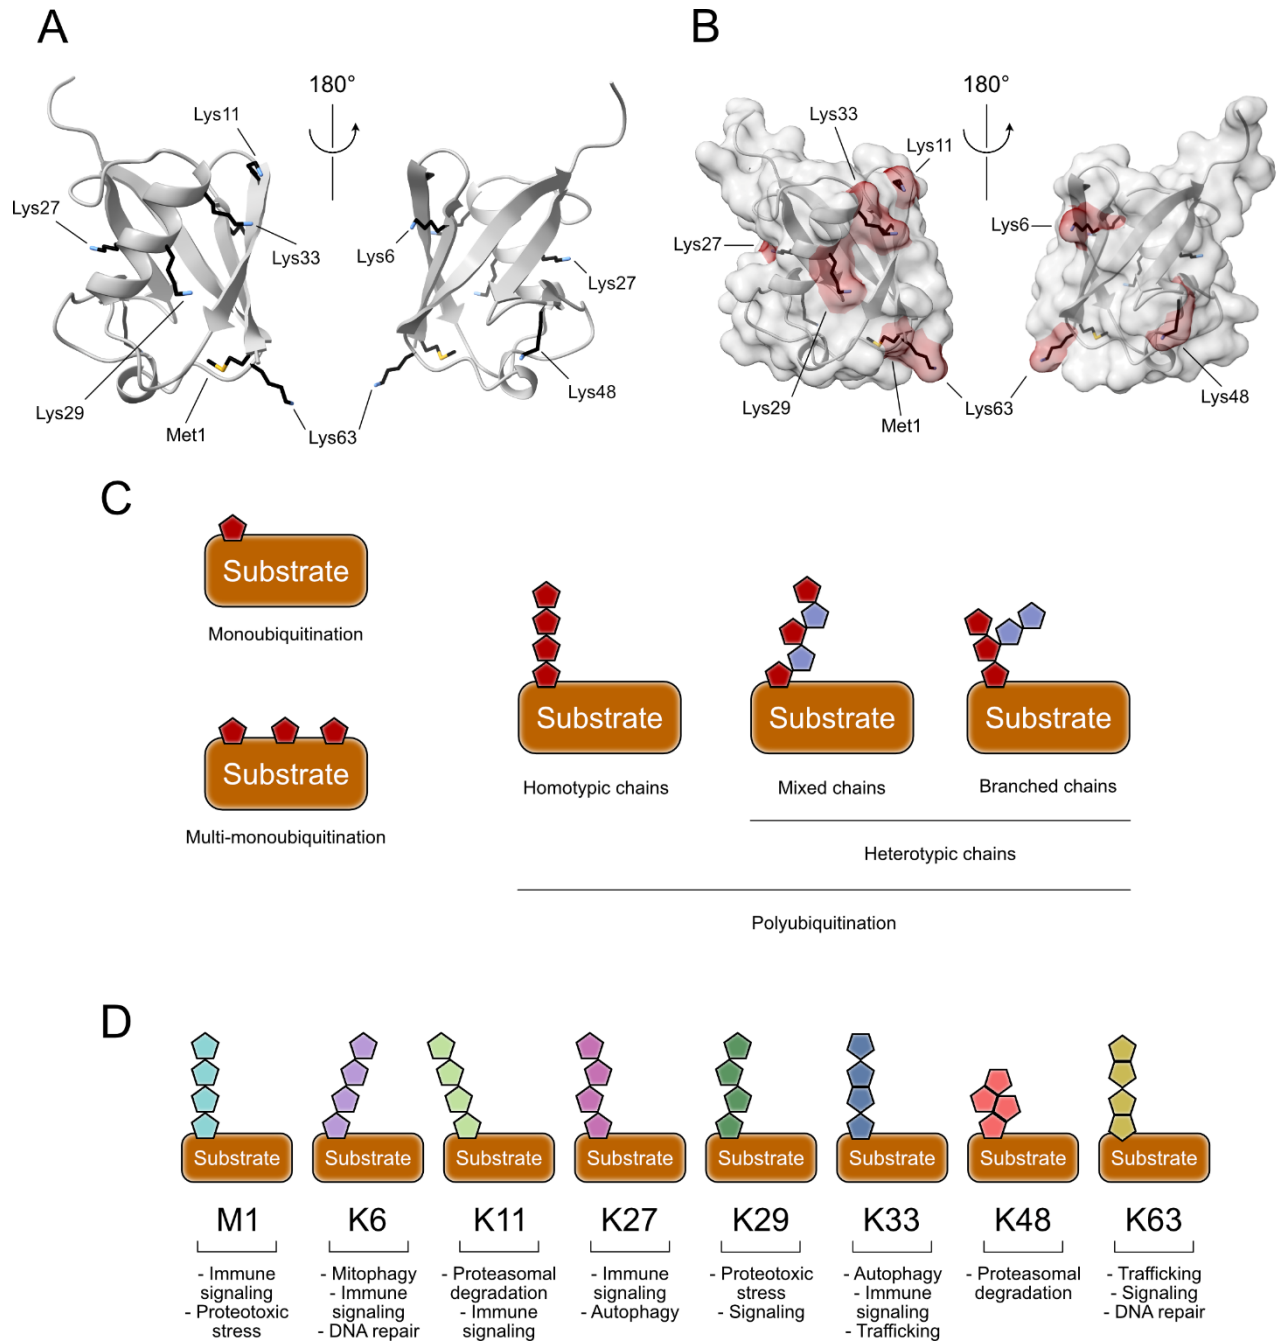 A
B
180°
180°
Lys11
Lys33
Lys11
Lys27
Lys33
Lys6
Lys27
Lys27
Lys6
Lys29
Lys48
Lys63
Met1
Lys29
Met1
Lys63
Lys48
C
Substrate
Monoubiquitination
Substrate
Multi-monoubiquitination
Substrate
Substrate
Substrate
Homotypic chains
Mixed chains
Branched chains
Heterotypic chains
Polyubiquitination
D
Substrate
Substrate
Substrate
Substrate
Substrate
Substrate
Substrate
Substrate
M1
K6
K11
K27
K29
K33
K48
K63
- Immune
signaling
- Proteotoxic
stress
- Mitophagy
- Immune
signaling
- DNA repair
- Proteasomal
degradation
- Immune
signaling
- Immune
signaling
- Autophagy
- Proteotoxic
stress
- Signaling
- Autophagy
- Immune
signaling
- Trafficking
- Proteasomal
degradation
- Trafficking
- Signaling
- DNA repair